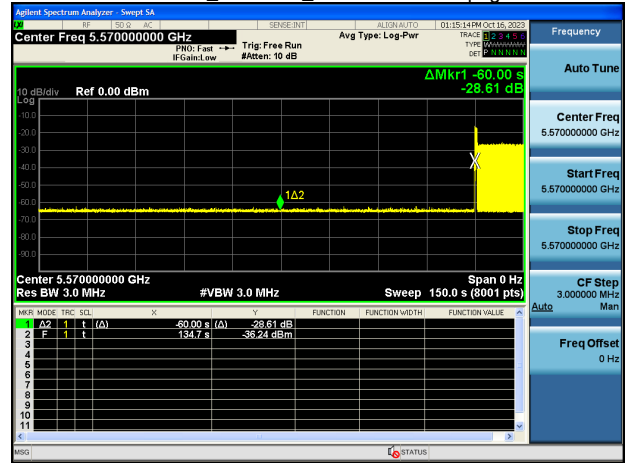 Agilent Spectrum Analyzer - Swept SA
RF 50 Ω AC SENSE:INT ALIGN AUTO 01:15:14 PM Oct 16, 2023
Center Freq 5.570000000 GHz
PNO: Fast
IFGain:Low
Trig: Free Run
#Atten: 10 dB
Avg Type: Log-Pwr
TRACE 1 2 3 4 5 6
TYPE
DET P N N N N N
ΔMkr1 -60.00 s
-28.61 dB
10 dB/div Ref 0.00 dBm
Log
-10.0
-20.0
-30.0
-40.0
-50.0
-60.0
-70.0
-80.0
-90.0
1Δ2
X
Center 5.570000000 GHz Span 0 Hz
Res BW 3.0 MHz #VBW 3.0 MHz Sweep 150.0 s (8001 pts)
MKR MODE TRC SCL X Y FUNCTION FUNCTION WIDTH FUNCTION VALUE
1 Δ2 1 t (Δ) -60.00 s (Δ) -28.61 dB
2 F 1 t 134.7 s -36.24 dBm
3
4
5
6
7
8
9
10
11
MSG STATUS
Frequency
Auto Tune
Center Freq
5.570000000 GHz
Start Freq
5.570000000 GHz
Stop Freq
5.570000000 GHz
CF Step
3.000000 MHz
Auto Man
Freq Offset
0 Hz